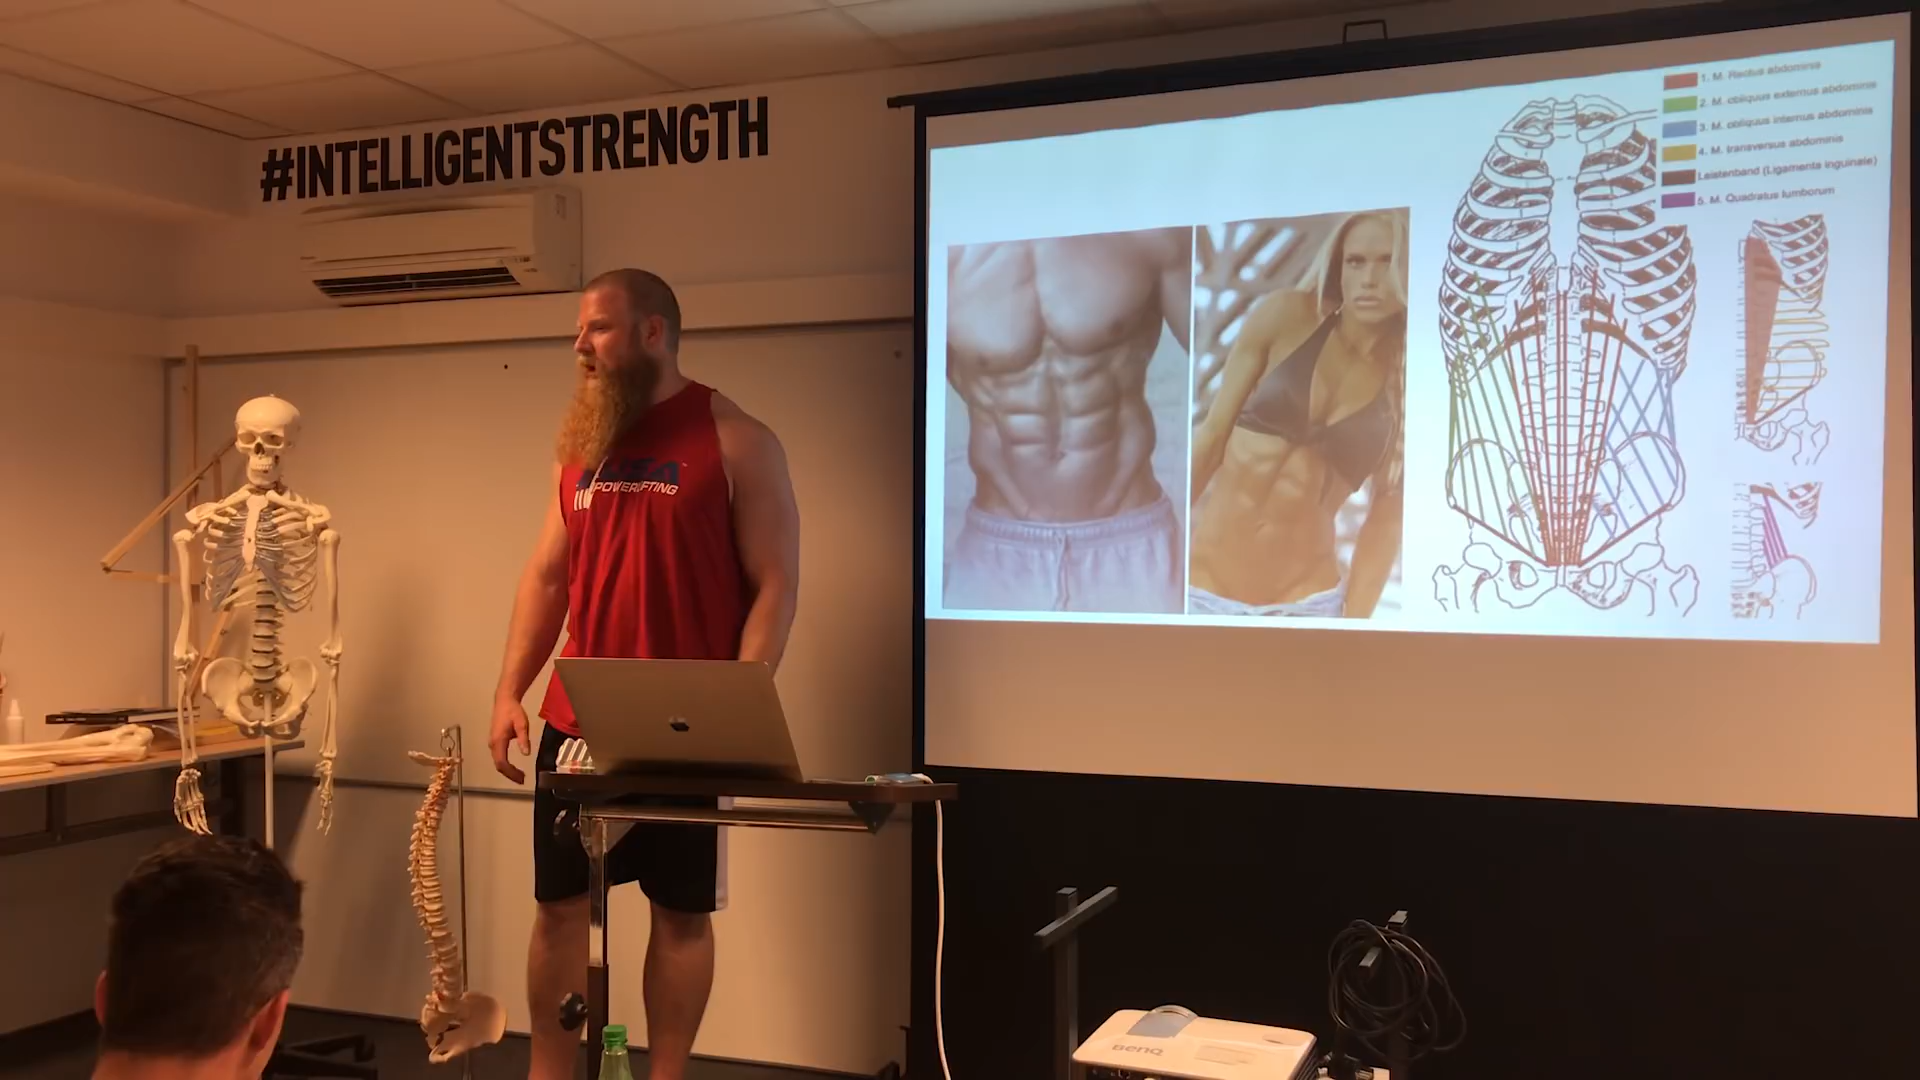 #INTELLIGENTSTRENGTH
1. M. Rectus abdominis
2. M. obliquus externus abdominis
3. M. obliquus internus abdominis
4. M. transversus abdominis
Leistenband (Ligamenta inguinale)
5. M. Quadratus lumborum
USA
POWERLIFTING
BenQ